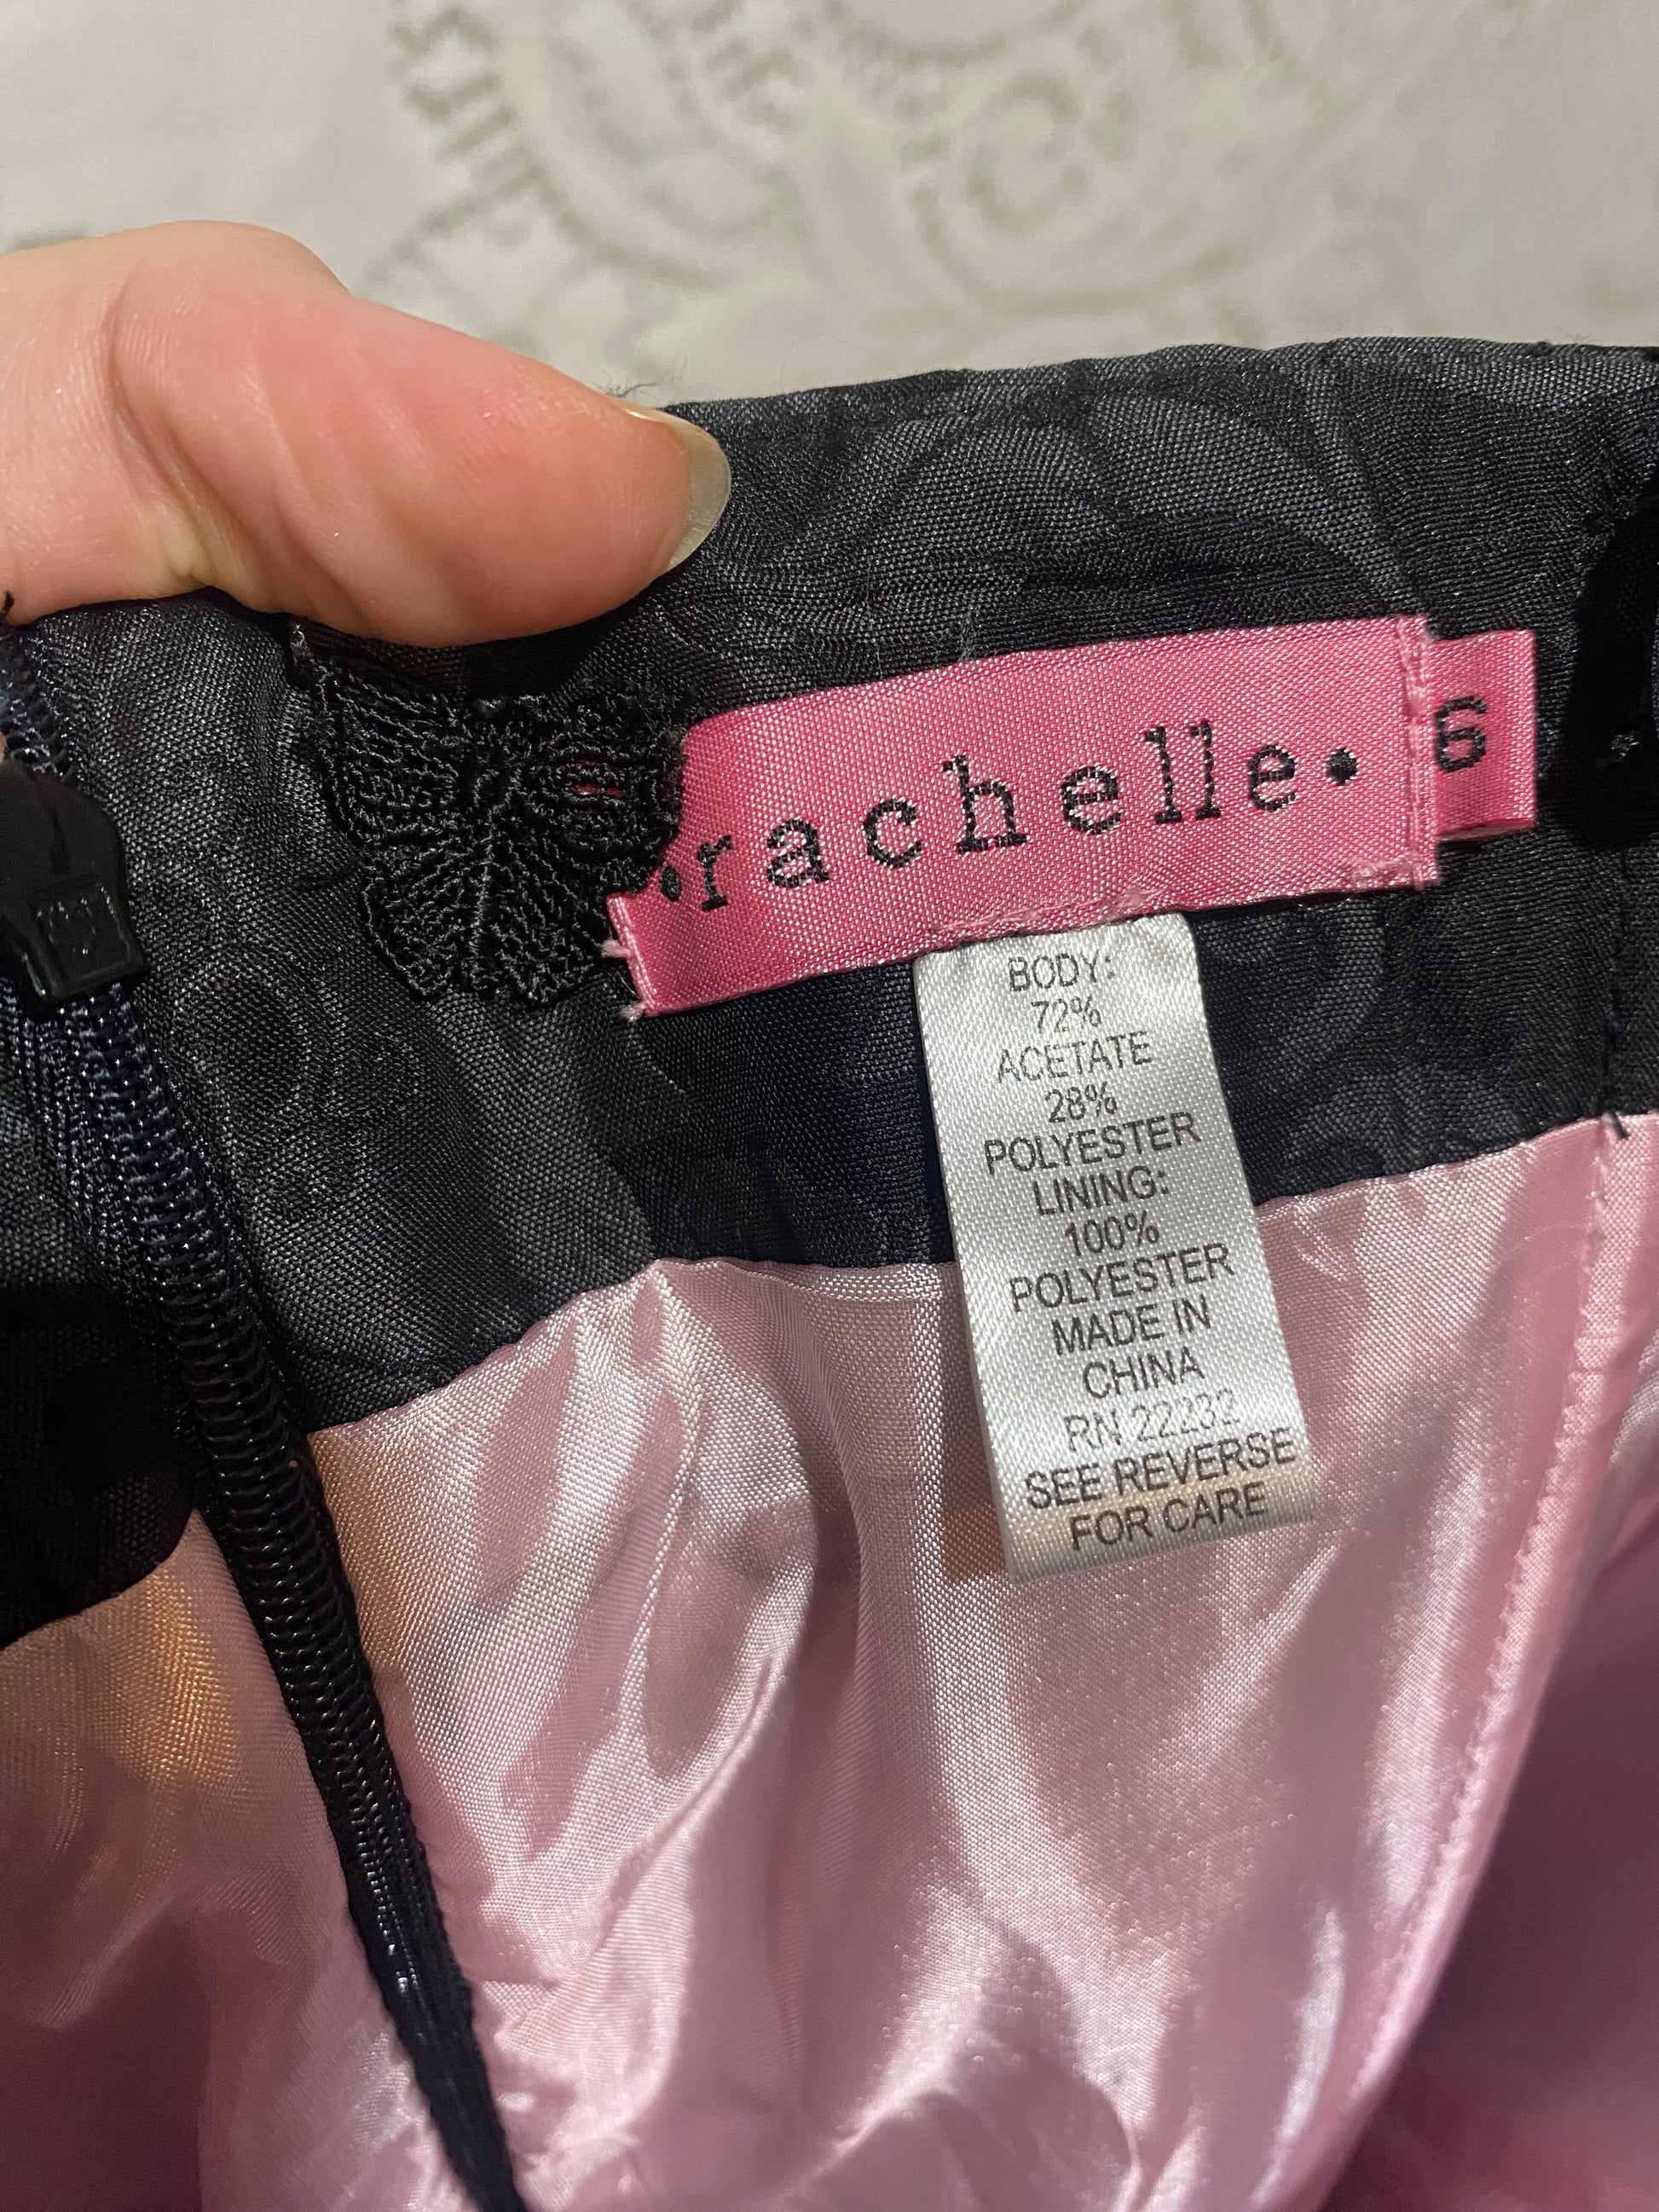 •rachelle•
6
BODY:
72%
ACETATE
28%
POLYESTER
LINING:
100%
POLYESTER
MADE IN
CHINA
RN 22232
SEE REVERSE
FOR CARE